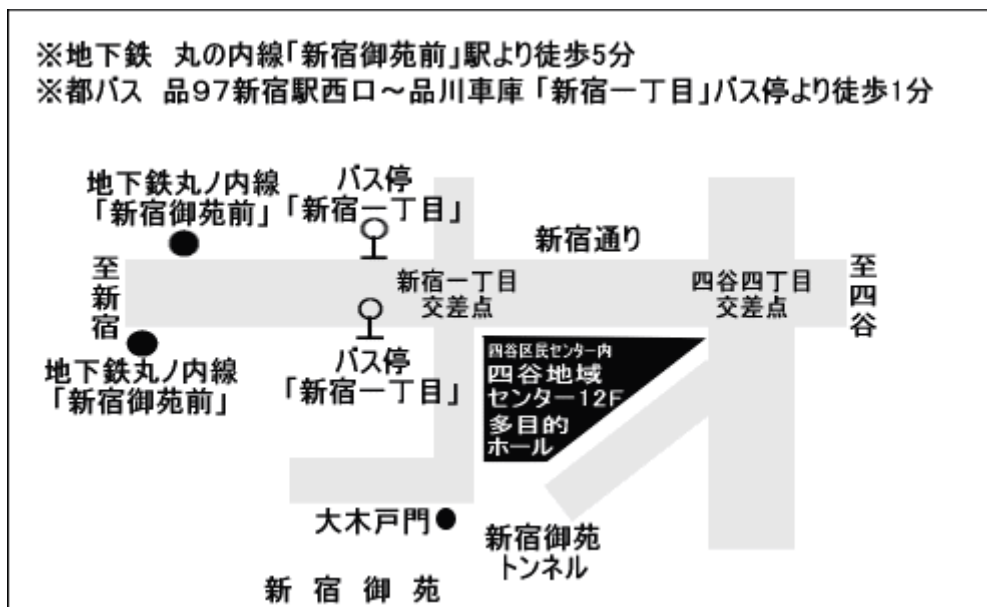 ※地下鉄　丸の内線「新宿御苑前」駅より徒歩5分
※都バス　品97新宿駅西口～品川車庫「新宿一丁目」バス停より徒歩1分
地下鉄丸ノ内線
「新宿御苑前」
バス停
「新宿一丁目」
新宿通り
至新宿
新宿一丁目
交差点
四谷四丁目
交差点
至四谷
地下鉄丸ノ内線
「新宿御苑前」
バス停
「新宿一丁目」
四谷区民センター内
四谷地域
センター12F
多目的
ホール
大木戸門
新宿御苑
トンネル
新宿御苑